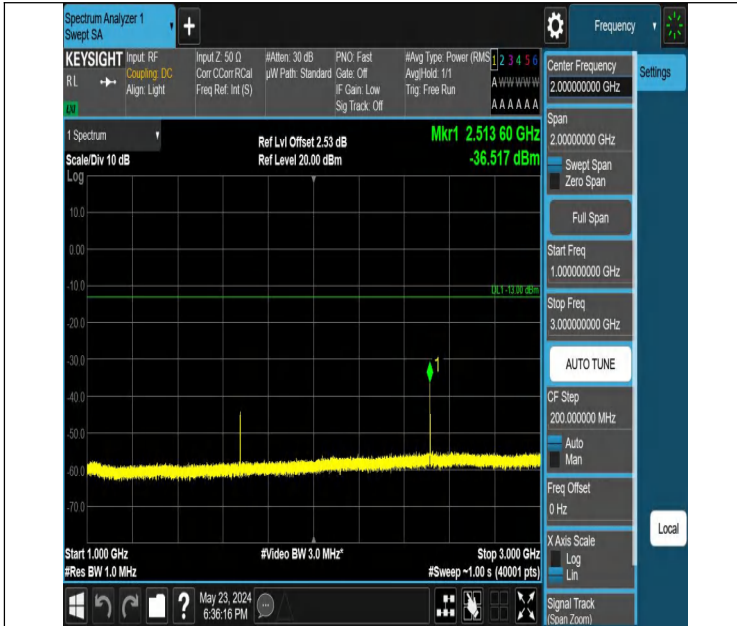 Spectrum Analyzer 1
Swept SA
+
Frequency
KEYSIGHT
RL
Input: RF
Coupling: DC
Align: Light
Input Z: 50 Ω
Corr CCorr RCal
Freq Ref: Int (S)
#Atten: 30 dB
µW Path: Standard
PNO: Fast
Gate: Off
IF Gain: Low
Sig Track: Off
#Avg Type: Power (RMS
Avg|Hold: 1/1
Trig: Free Run
1 2 3 4 5 6
A W W W W W
A A A A A A
Center Frequency
2.000000000 GHz
Settings
Span
2.00000000 GHz
Swept Span
Zero Span
Full Span
Start Freq
1.000000000 GHz
Stop Freq
3.000000000 GHz
AUTO TUNE
CF Step
200.000000 MHz
Auto
Man
Freq Offset
0 Hz
X Axis Scale
Log
Lin
Signal Track
(Span Zoom)
Local
1 Spectrum
Scale/Div 10 dB
Log
Ref Lvl Offset 2.53 dB
Ref Level 20.00 dBm
Mkr1 2.513 60 GHz
-36.517 dBm
10.0
0.00
-10.0
DL1 -13.00 dBm
-20.0
-30.0
1
-40.0
-50.0
-60.0
-70.0
Start 1.000 GHz
#Res BW 1.0 MHz
#Video BW 3.0 MHz*
Stop 3.000 GHz
#Sweep ~1.00 s (40001 pts)
?
May 23, 2024
6:36:16 PM